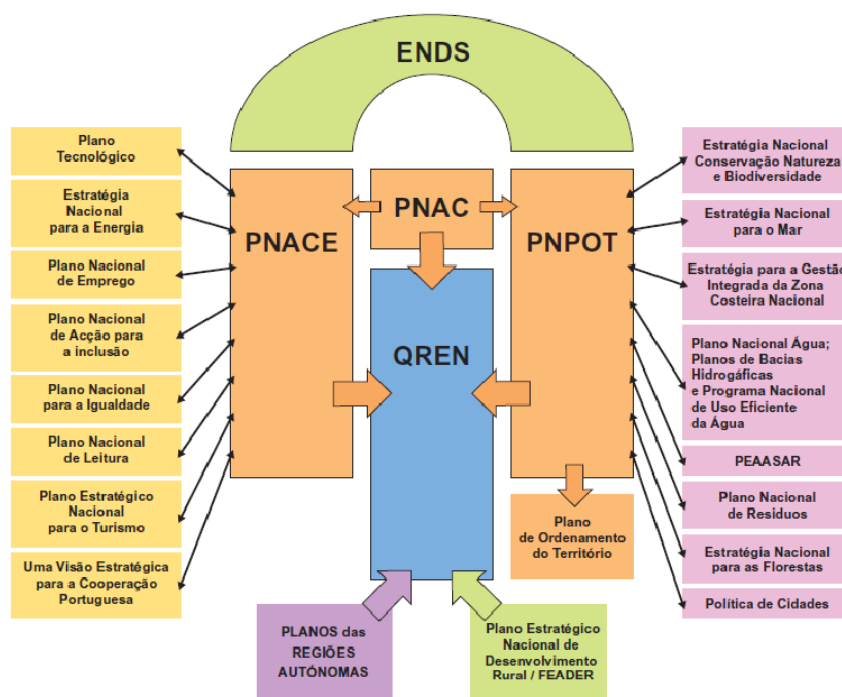 ENDS
Plano
Tecnológico
Estratégia
Nacional
para a Energia
Plano Nacional
de Emprego
Plano Nacional
de Acção para
a inclusão
Plano Nacional
para a Igualdade
Plano Nacional
de Leitura
Plano Estratégico
Nacional
para o Turismo
Uma Visão Estratégica
para a Cooperação
Portuguesa
PNACE
PNAC
PNPOT
QREN
Plano
de Ordenamento
do Território
PLANOS das
REGIÕES
AUTÓNOMAS
Plano Estratégico
Nacional de
Desenvolvimento
Rural / FEADER
Estratégia Nacional
Conservação Natureza
e Biodiversidade
Estratégia Nacional
para o Mar
Estratégia para a Gestão
Integrada da Zona
Costeira Nacional
Plano Nacional Água;
Planos de Bacias
Hidrogáficas
e Programa Nacional
de Uso Eficiente
da Água
PEAASAR
Plano Nacional
de Residuos
Estratégia Nacional
para as Florestas
Política de Cidades